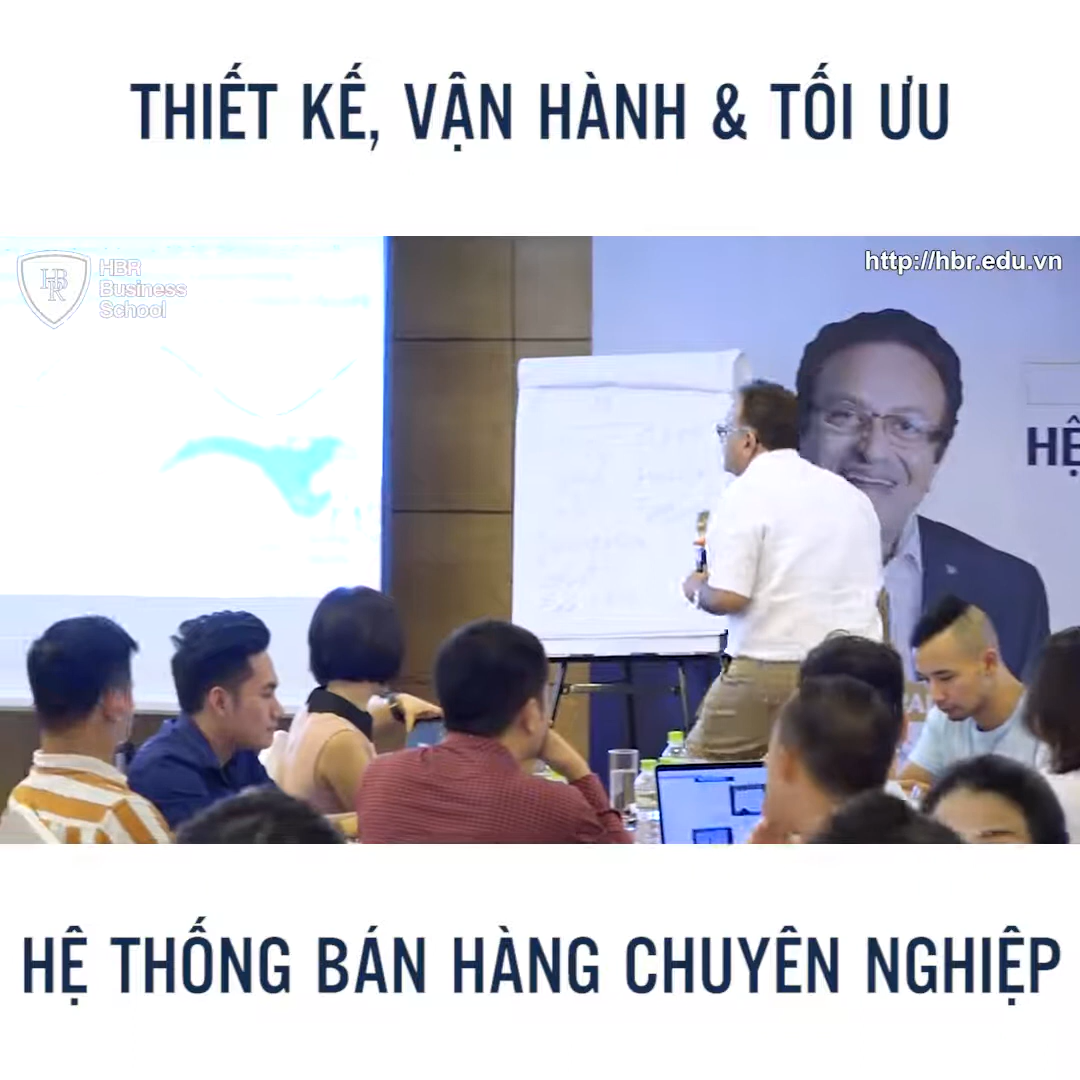 THIẾT KẾ, VẬN HÀNH & TỐI ƯU
HBR
Business
School
HBR
http://hbr.edu.vn
HỆ
HỆ THỐNG BÁN HÀNG CHUYÊN NGHIỆP